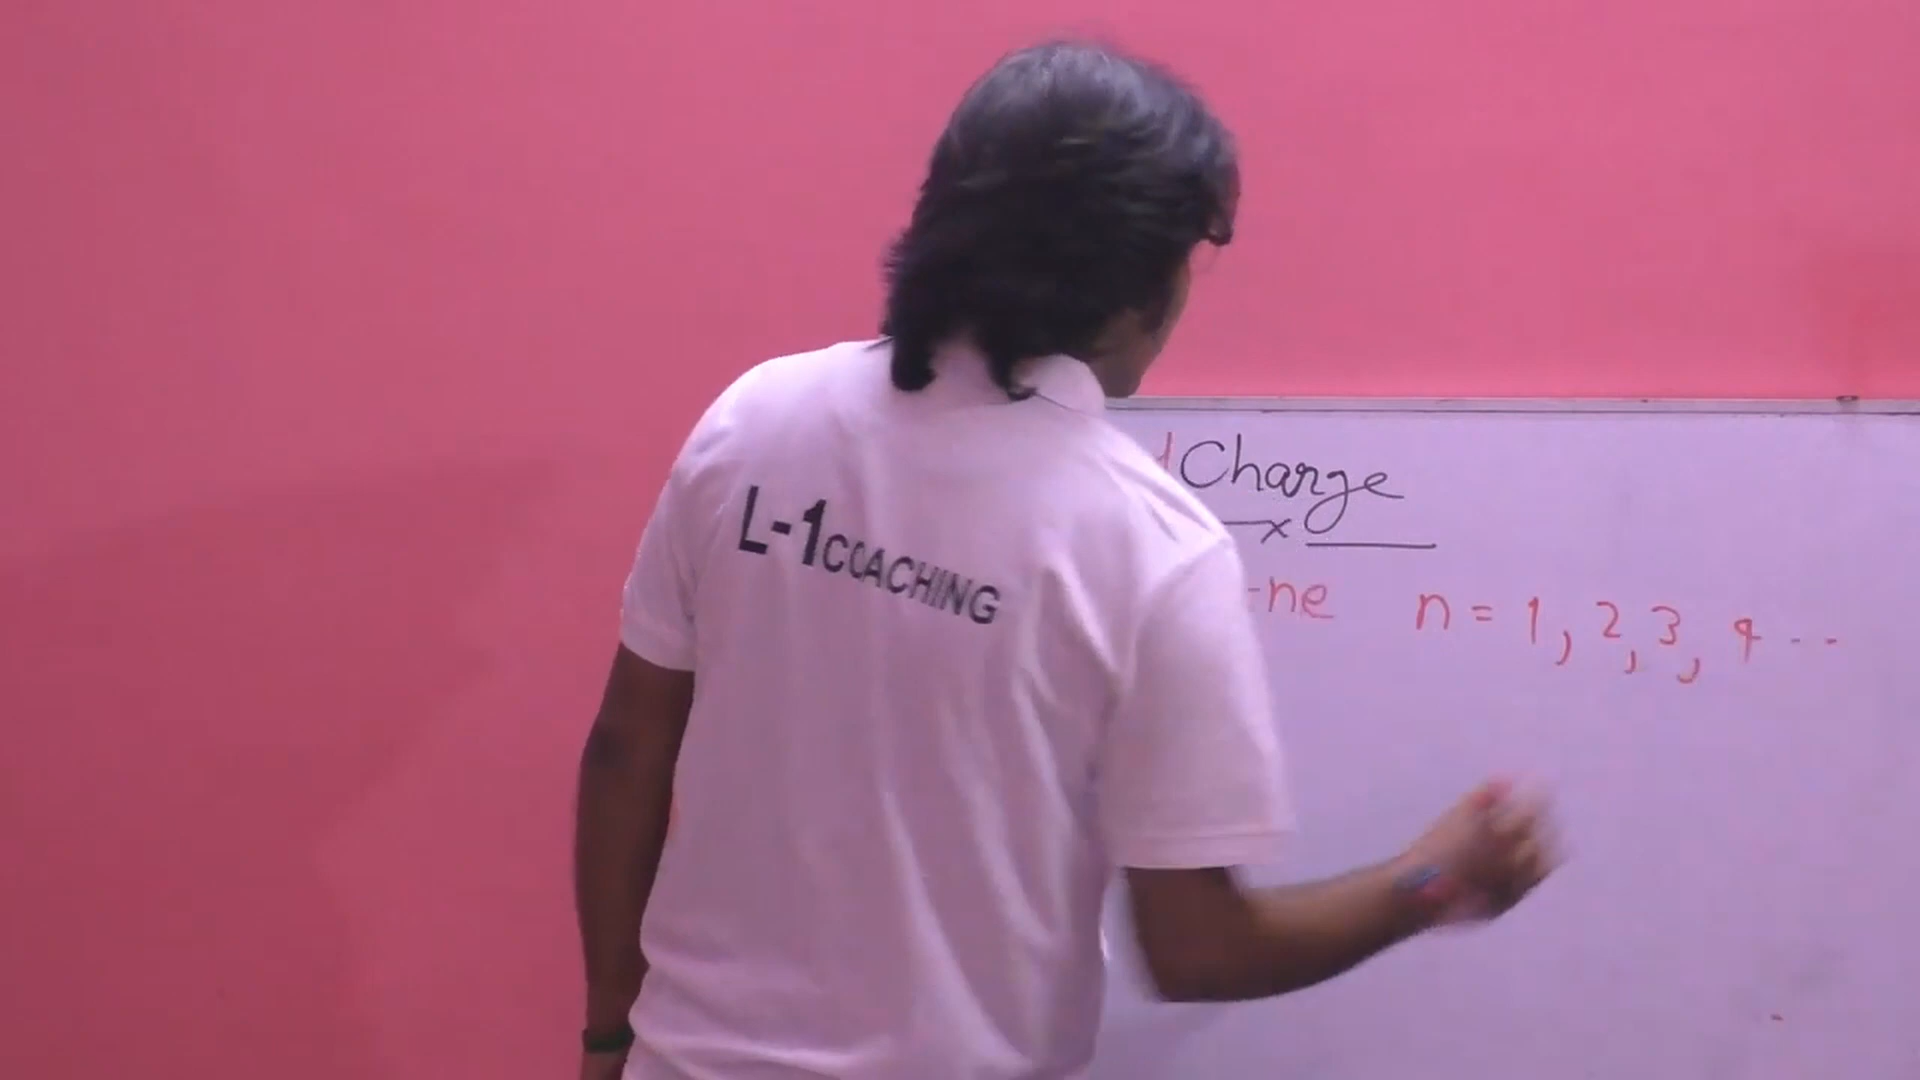 L-1COACHING
Charge
-ne n = 1, 2, 3, 4 ...